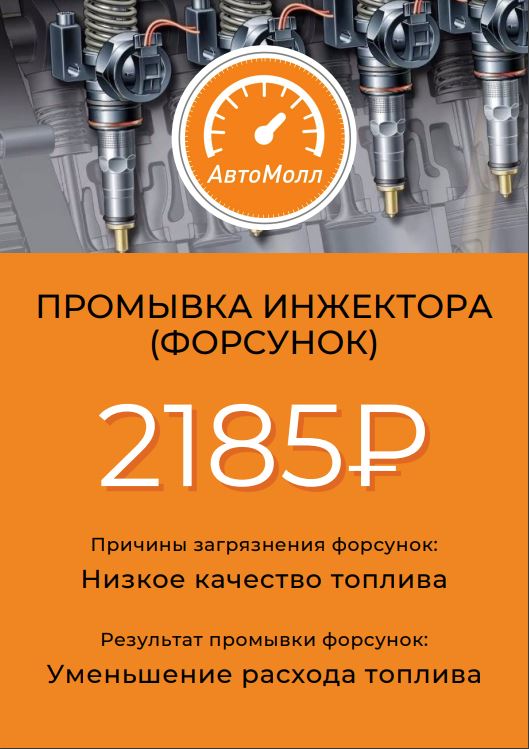 АвтоМолл
ПРОМЫВКА ИНЖЕКТОРА
(ФОРСУНОК)
2185₽
Причины загрязнения форсунок:
Низкое качество топлива
Результат промывки форсунок:
Уменьшение расхода топлива